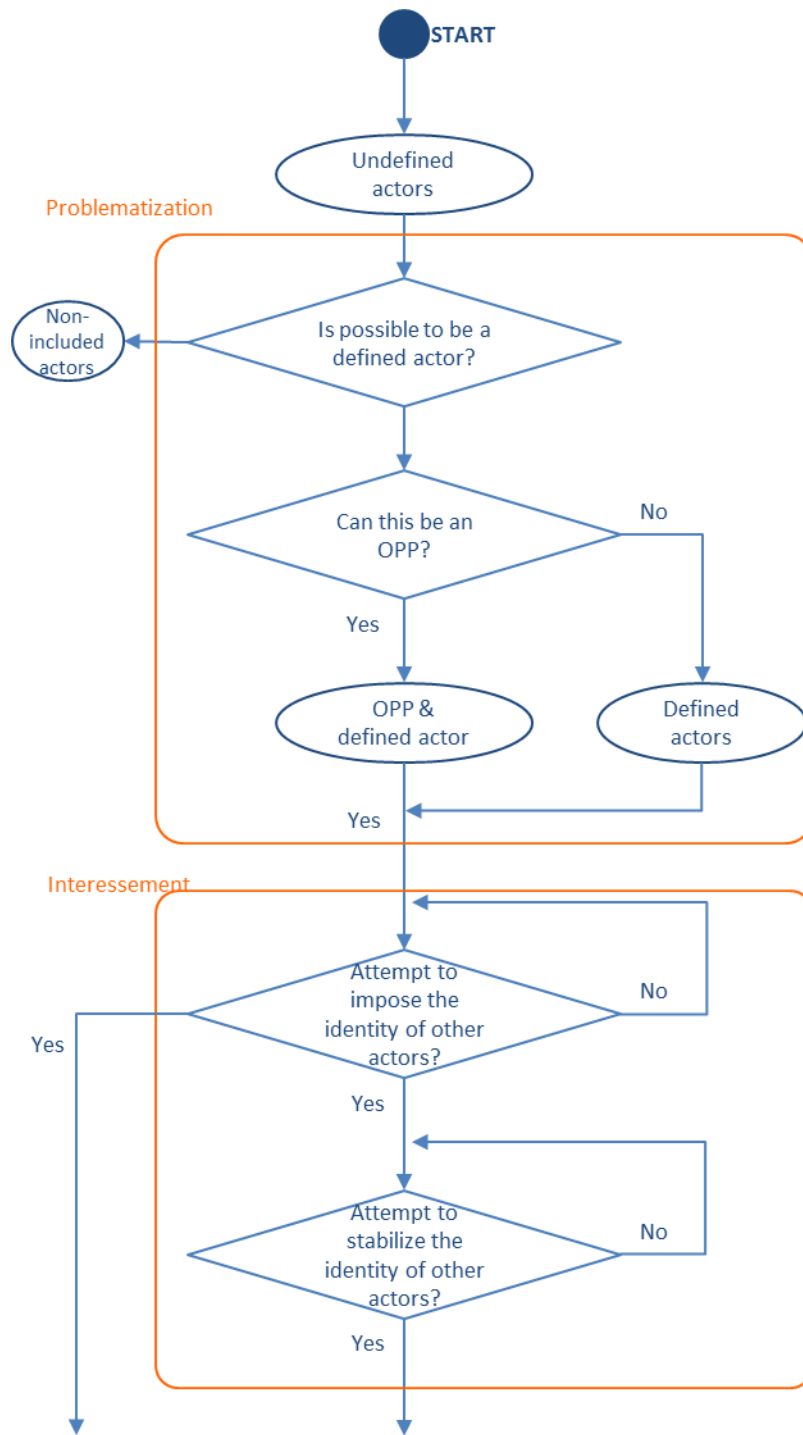 START
Undefined
actors
Problematization
Non-
included
actors
Is possible to be a
defined actor?
Can this be an
OPP?
No
Yes
OPP &
defined actor
Defined
actors
Yes
Interessement
Attempt to
impose the
identity of other
actors?
No
Yes
Yes
Attempt to
stabilize the
identity of other
actors?
No
Yes